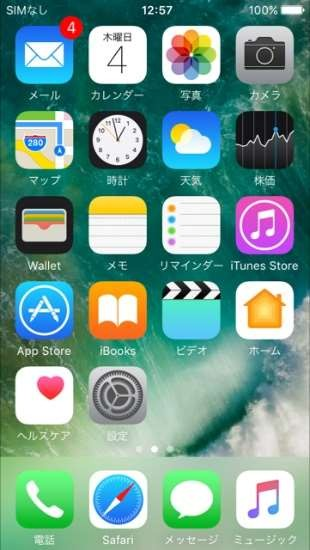 SIMなし 12:57 100%
4
木曜日
4
メール カレンダー 写真 カメラ
280
マップ 時計 天気 株価
Wallet メモ リマインダー iTunes Store
App Store iBooks ビデオ ホーム
ヘルスケア 設定
電話 Safari メッセージ ミュージック